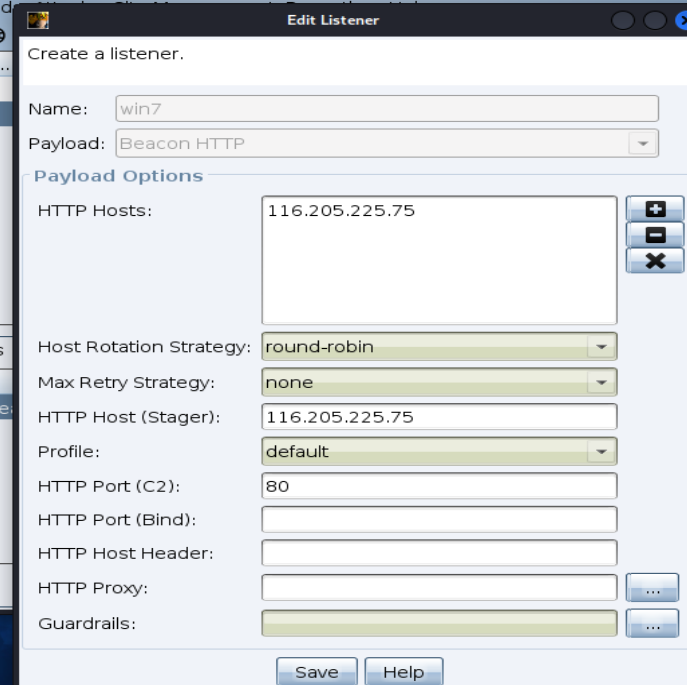 Edit Listener
Create a listener.
Name: win7
Payload: Beacon HTTP
Payload Options
HTTP Hosts: 116.205.225.75
Host Rotation Strategy: round-robin
Max Retry Strategy: none
HTTP Host (Stager): 116.205.225.75
Profile: default
HTTP Port (C2): 80
HTTP Port (Bind):
HTTP Host Header:
HTTP Proxy: ...
Guardrails: ...
Save Help